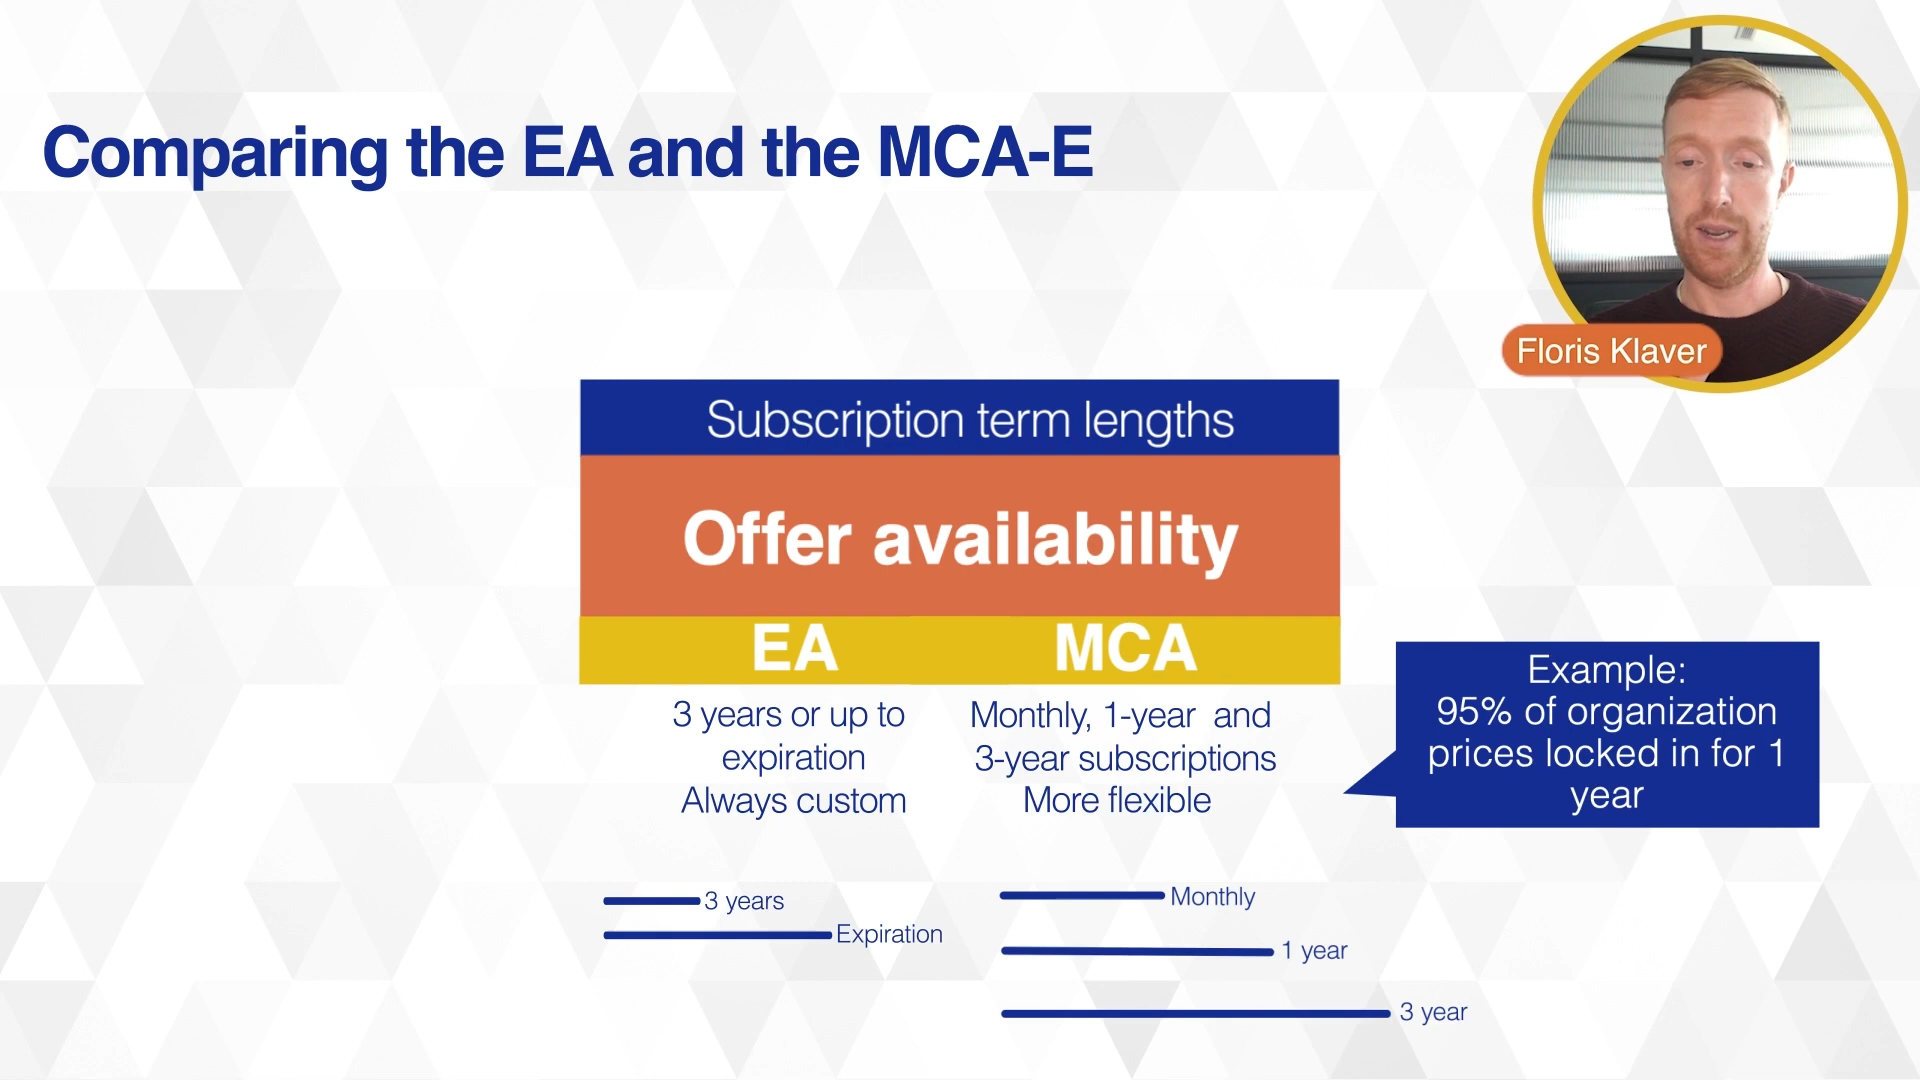 Comparing the EA and the MCA-E
Floris Klaver
Subscription term lengths
Offer availability
EA MCA
3 years or up to
expiration
Always custom
Monthly, 1-year and
3-year subscriptions
More flexible
Example:
95% of organization
prices locked in for 1
year
3 years
Expiration
Monthly
1 year
3 year